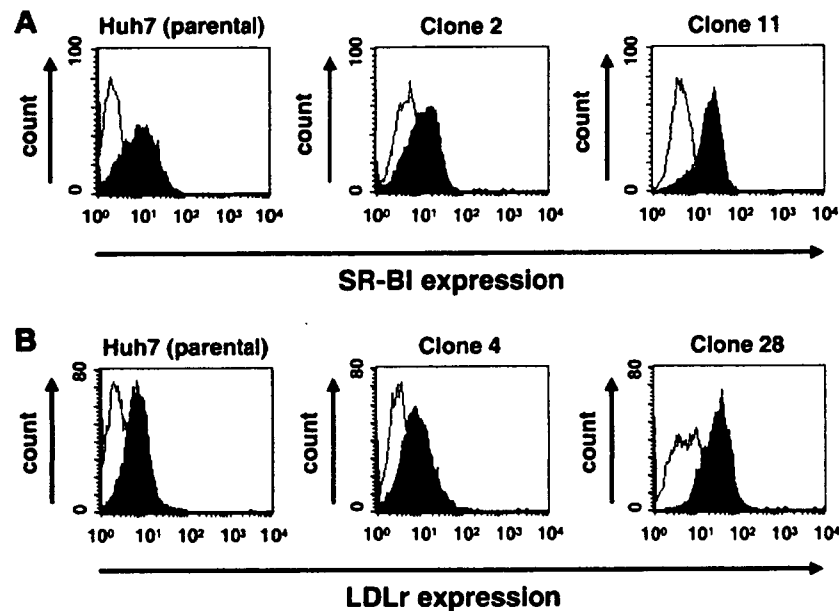 A
Huh7 (parental)
Clone 2
Clone 11
count
100
0
10⁰ 10¹ 10² 10³ 10⁴
count
100
0
10⁰ 10¹ 10² 10³ 10⁴
count
100
0
10⁰ 10¹ 10² 10³ 10⁴
SR-BI expression
B
Huh7 (parental)
Clone 4
Clone 28
count
80
0
10⁰ 10¹ 10² 10³ 10⁴
count
80
0
10⁰ 10¹ 10² 10³ 10⁴
count
80
0
10⁰ 10¹ 10² 10³ 10⁴
LDLr expression